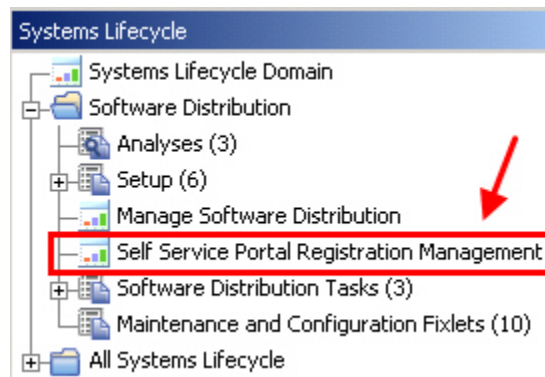 Systems Lifecycle
Systems Lifecycle Domain
Software Distribution
Analyses (3)
Setup (6)
Manage Software Distribution
Self Service Portal Registration Management
Software Distribution Tasks (3)
Maintenance and Configuration Fixlets (10)
All Systems Lifecycle